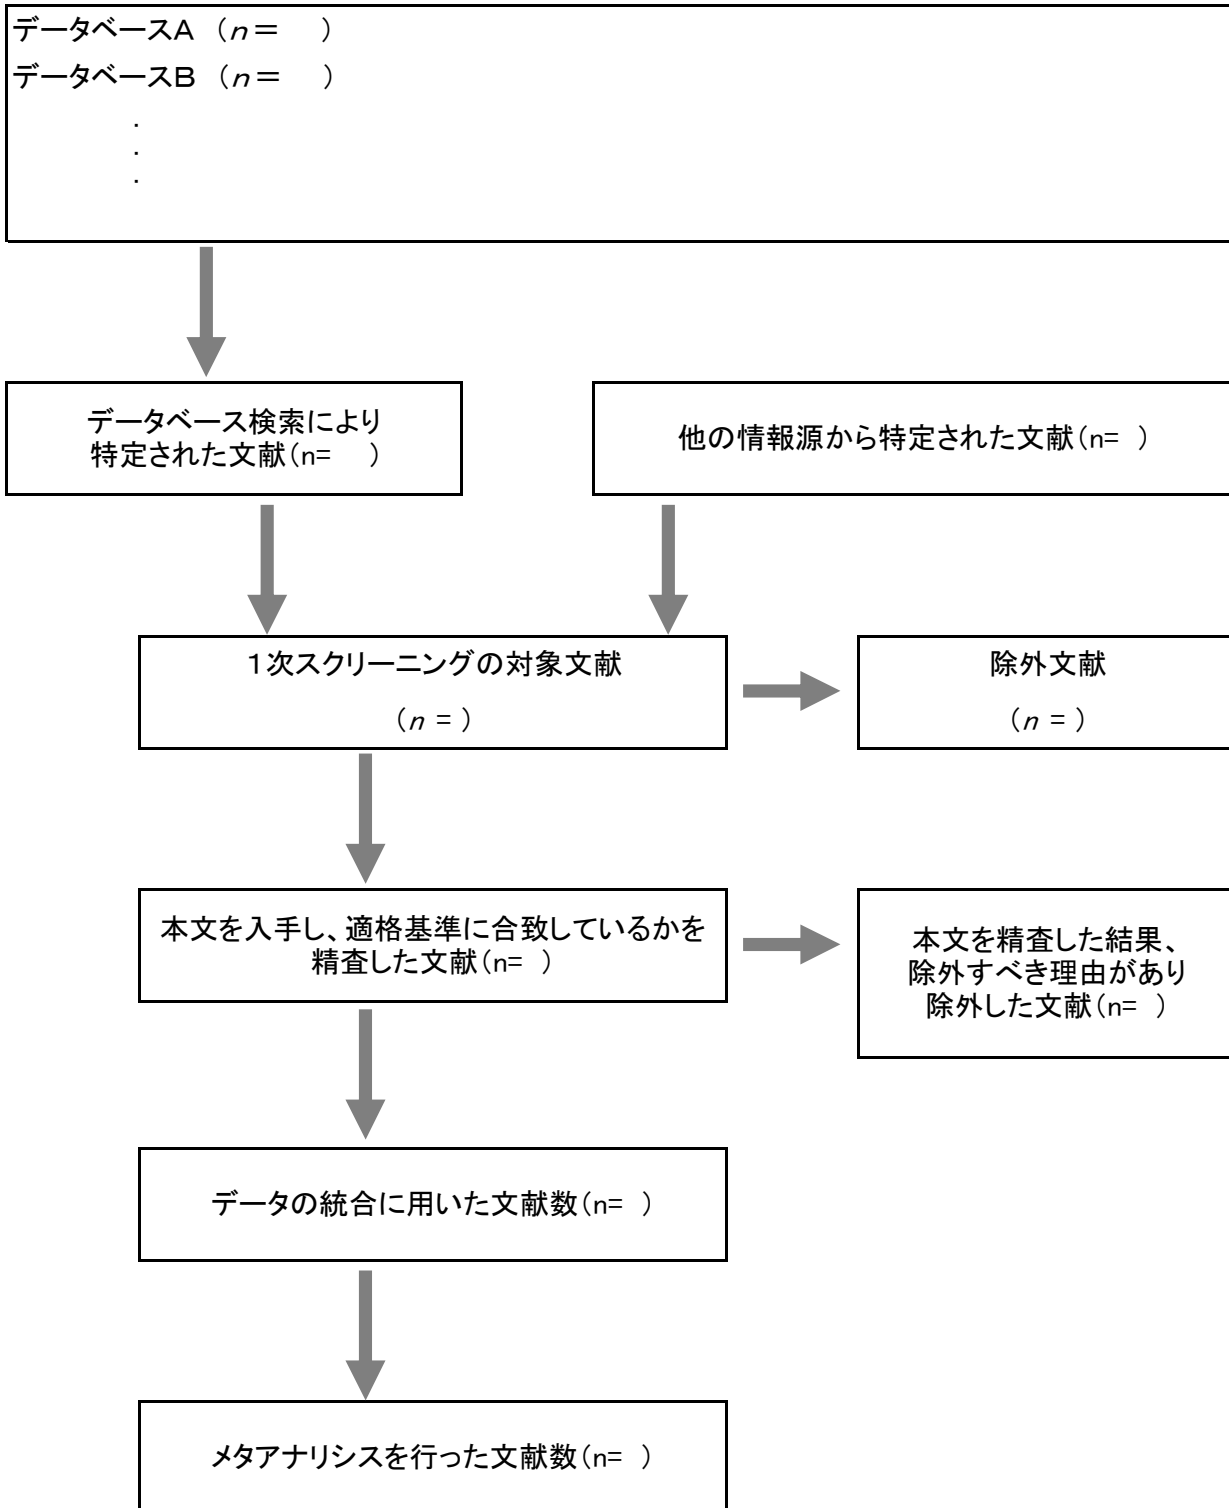 データベースA （n＝　）
データベースB （n＝　）
.
.
.
データベース検索により
特定された文献（n=　）
他の情報源から特定された文献（n= ）
１次スクリーニングの対象文献
（n = ）
除外文献
（n = ）
本文を入手し、適格基準に合致しているかを
精査した文献（n= ）
本文を精査した結果、
除外すべき理由があり
除外した文献（n= ）
データの統合に用いた文献数（n= ）
メタアナリシスを行った文献数（n= ）